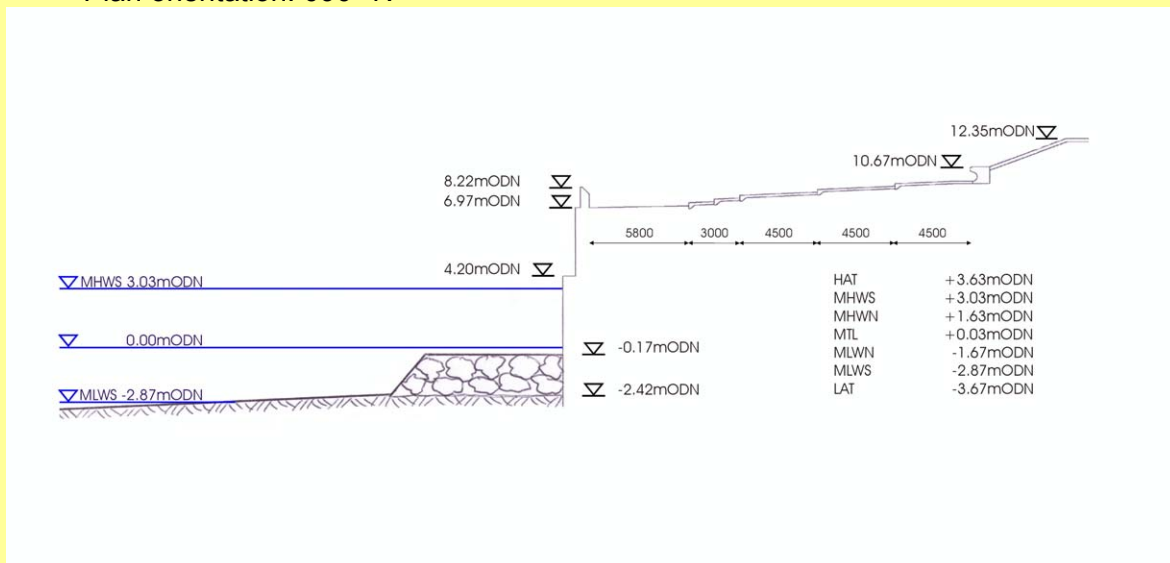 12.35mODN
10.67mODN
8.22mODN
6.97mODN
5800 3000 4500 4500 4500
4.20mODN
MHWS 3.03mODN
0.00mODN
-0.17mODN
MLWS -2.87mODN
-2.42mODN
HAT +3.63mODN
MHWS +3.03mODN
MHWN +1.63mODN
MTL +0.03mODN
MLWN -1.67mODN
MLWS -2.87mODN
LAT -3.67mODN